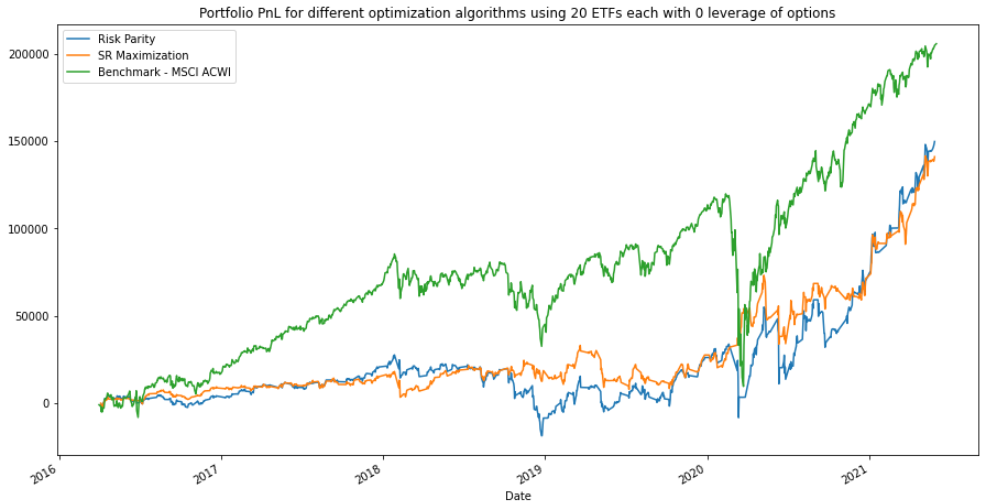 Portfolio PnL for different optimization algorithms using 20 ETFs each with 0 leverage of options
Risk Parity
SR Maximization
Benchmark - MSCI ACWI
200000
150000
100000
50000
0
2016
2017
2018
2019
2020
2021
Date